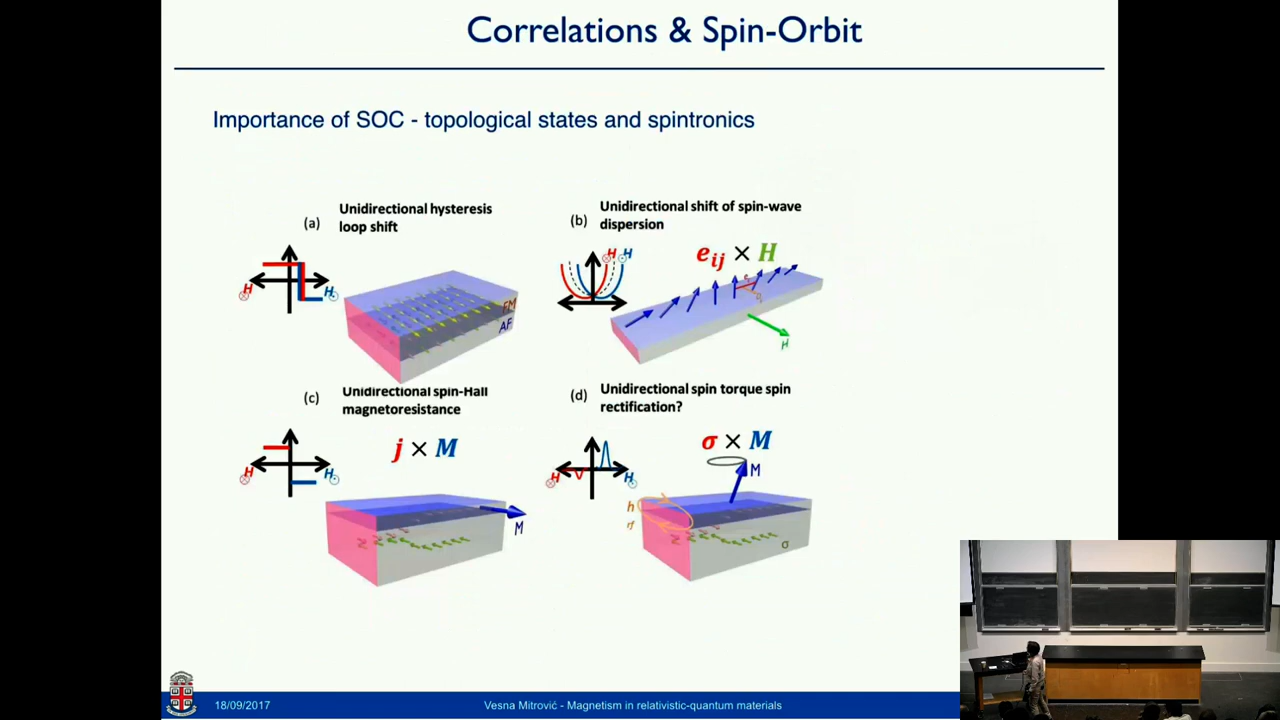 Correlations & Spin-Orbit
Importance of SOC - topological states and spintronics
(a)
Unidirectional hysteresis
loop shift
H
H
FM
AF
(b)
Unidirectional shift of spin-wave
dispersion
H H
e_ij × H
H
(c)
Unidirectional spin-Hall
magnetoresistance
H
H
j × M
M
(d)
Unidirectional spin torque spin
rectification?
H
H
σ × M
M
h
rf
σ
18/09/2017
Vesna Mitrović - Magnetism in relativistic-quantum materials